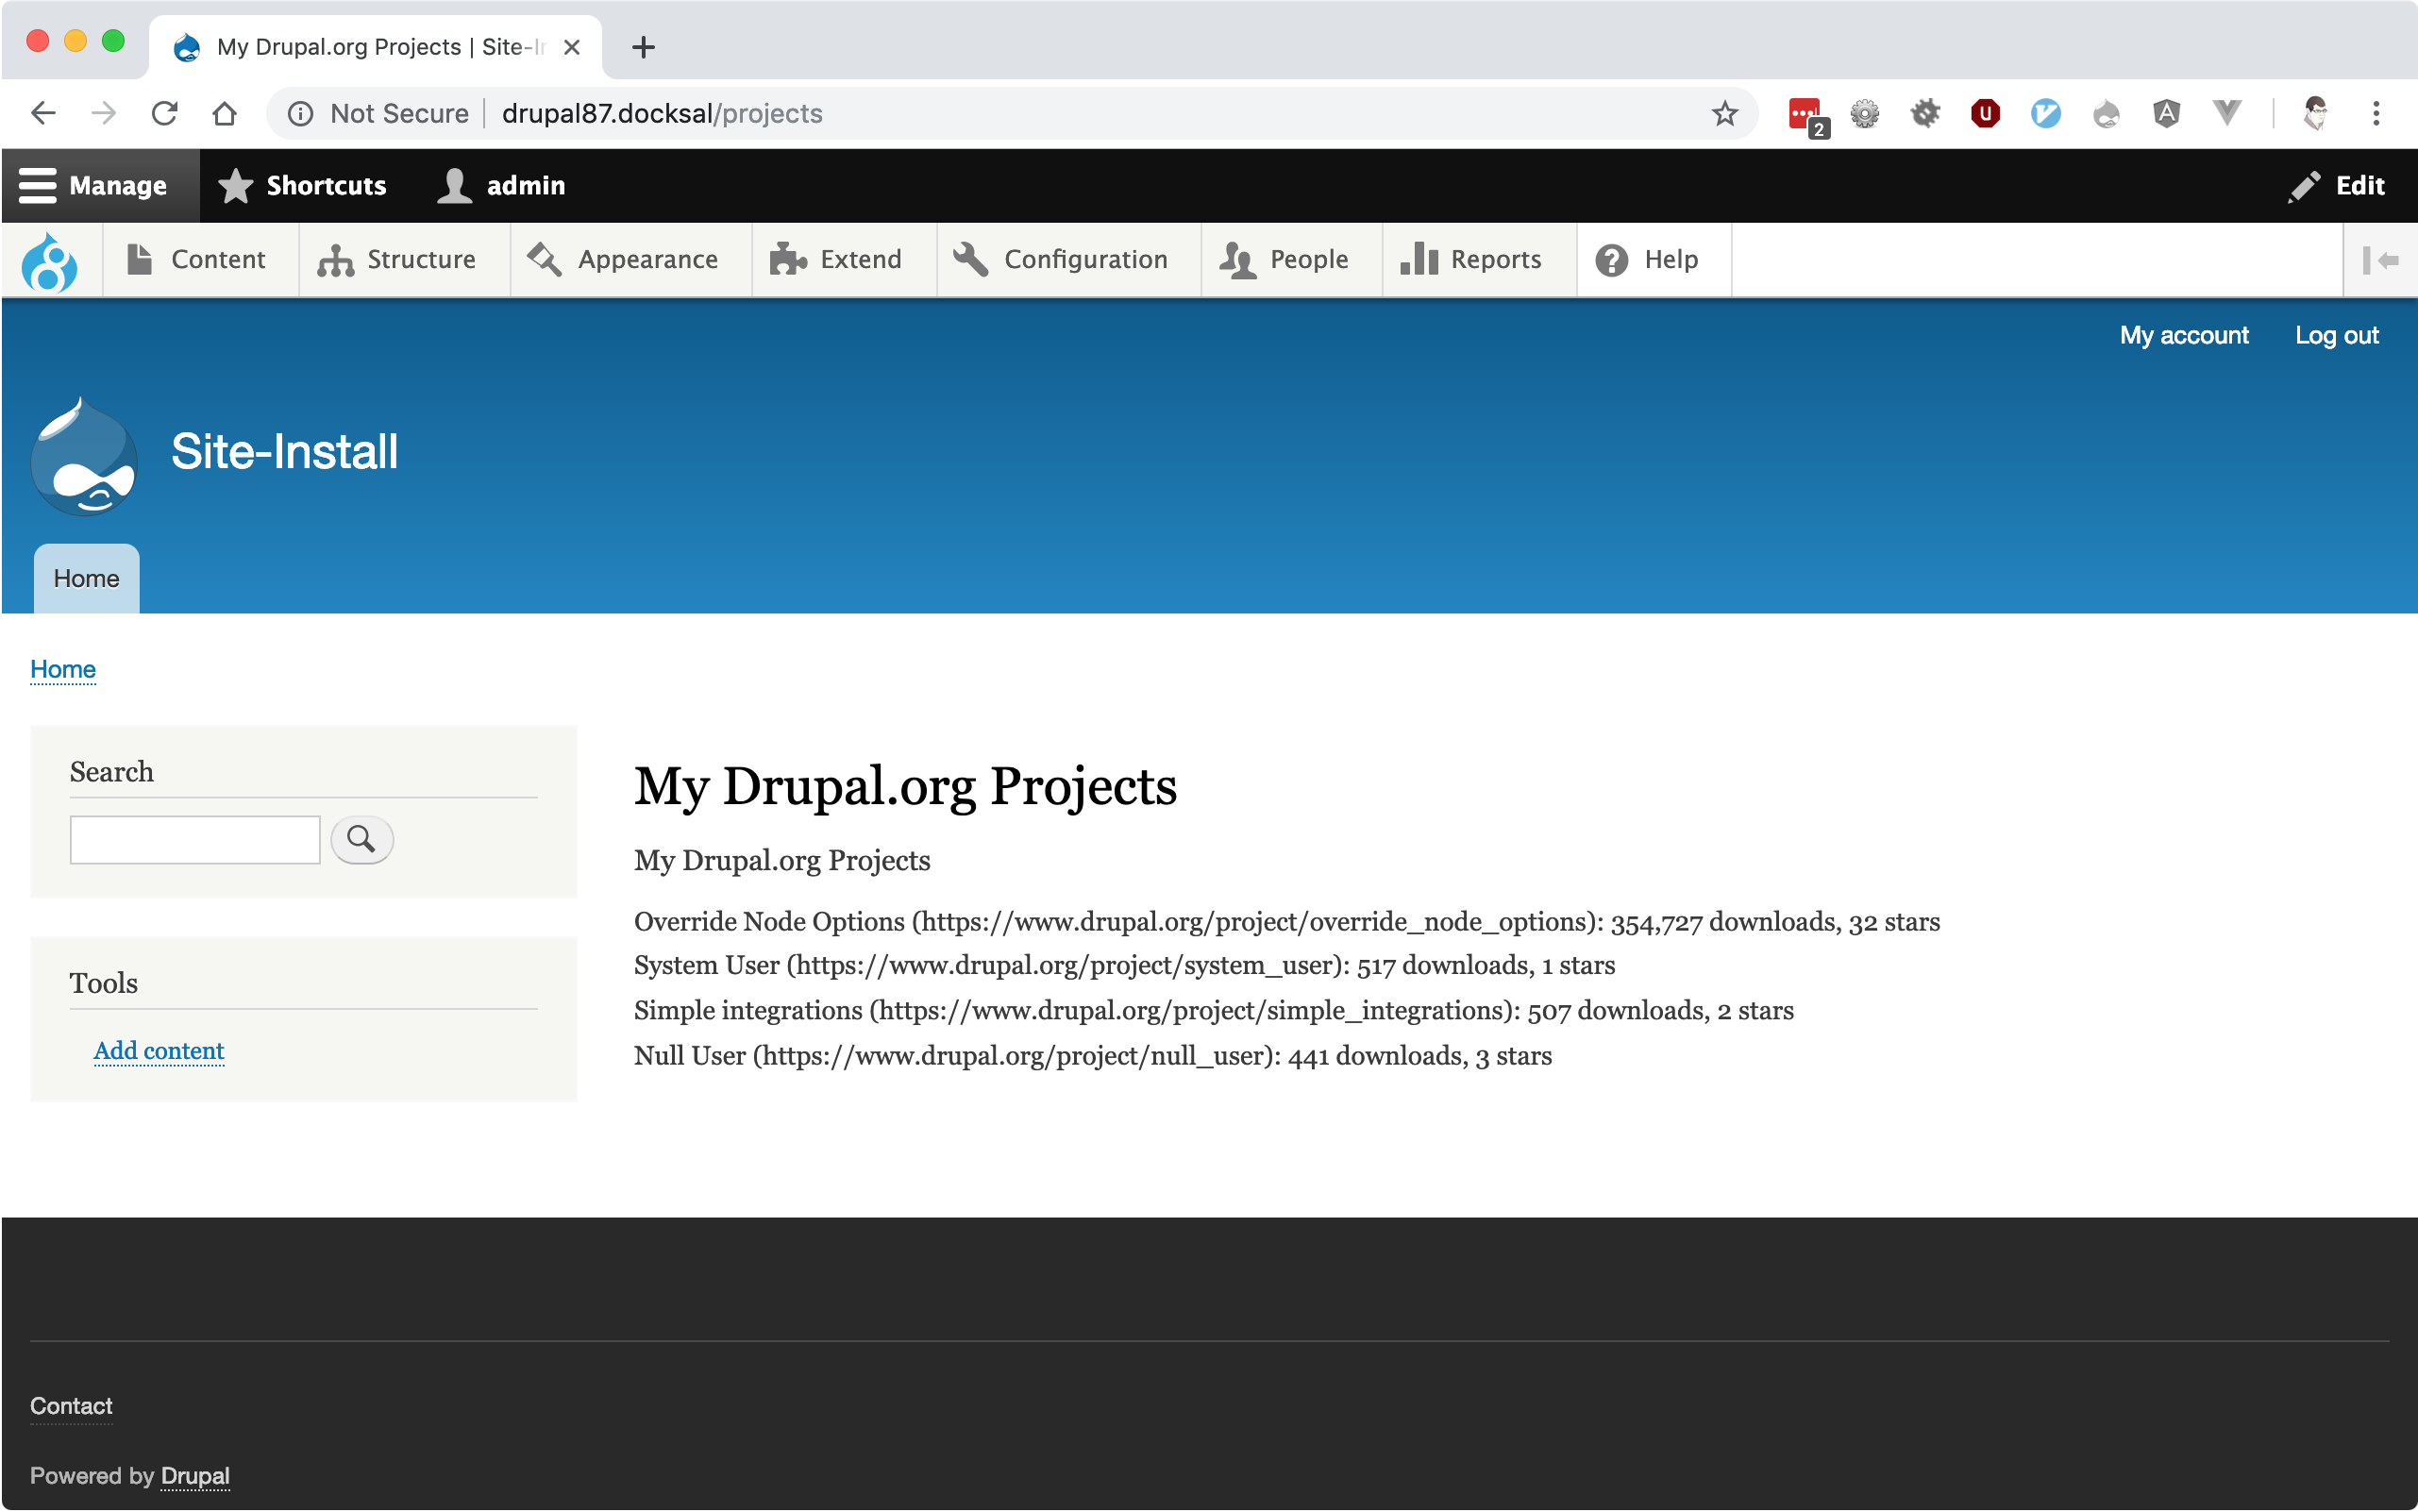 My Drupal.org Projects | Site-In
Not Secure drupal87.docksal/projects
2
Manage Shortcuts admin Edit
Content Structure Appearance Extend Configuration People Reports Help
My account Log out
Site-Install
Home
Home
Search
My Drupal.org Projects
My Drupal.org Projects
Override Node Options (https://www.drupal.org/project/override_node_options): 354,727 downloads, 32 stars
System User (https://www.drupal.org/project/system_user): 517 downloads, 1 stars
Simple integrations (https://www.drupal.org/project/simple_integrations): 507 downloads, 2 stars
Null User (https://www.drupal.org/project/null_user): 441 downloads, 3 stars
Tools
Add content
Contact
Powered by Drupal